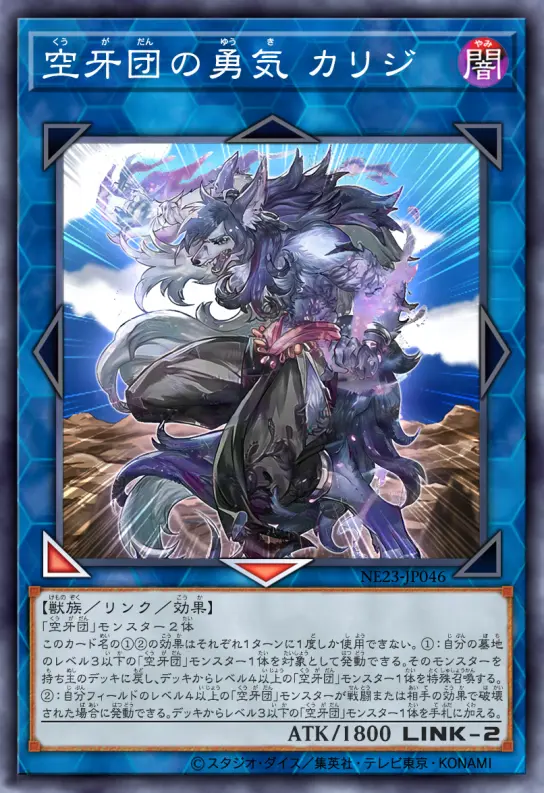 空牙団の勇気 カリジ
闇
NE23-JP046
【獣族／リンク／効果】
「空牙団」モンスター２体
このカード名の①②の効果はそれぞれ1ターンに1度しか使用できない。①：自分の墓地
のレベル３以下の「空牙団」モンスター1体を対象として発動できる。そのモンスターを
持ち主のデッキに戻し、デッキからレベル４以上の「空牙団」モンスター1体を特殊召喚する。
②：自分フィールドのレベル４以上の「空牙団」モンスターが戦闘または相手の効果で破壊
された場合に発動できる。デッキからレベル３以下の「空牙団」モンスター1体を手札に加える。
ATK/1800 LINK-2
©スタジオ・ダイス／集英社・テレビ東京・KONAMI